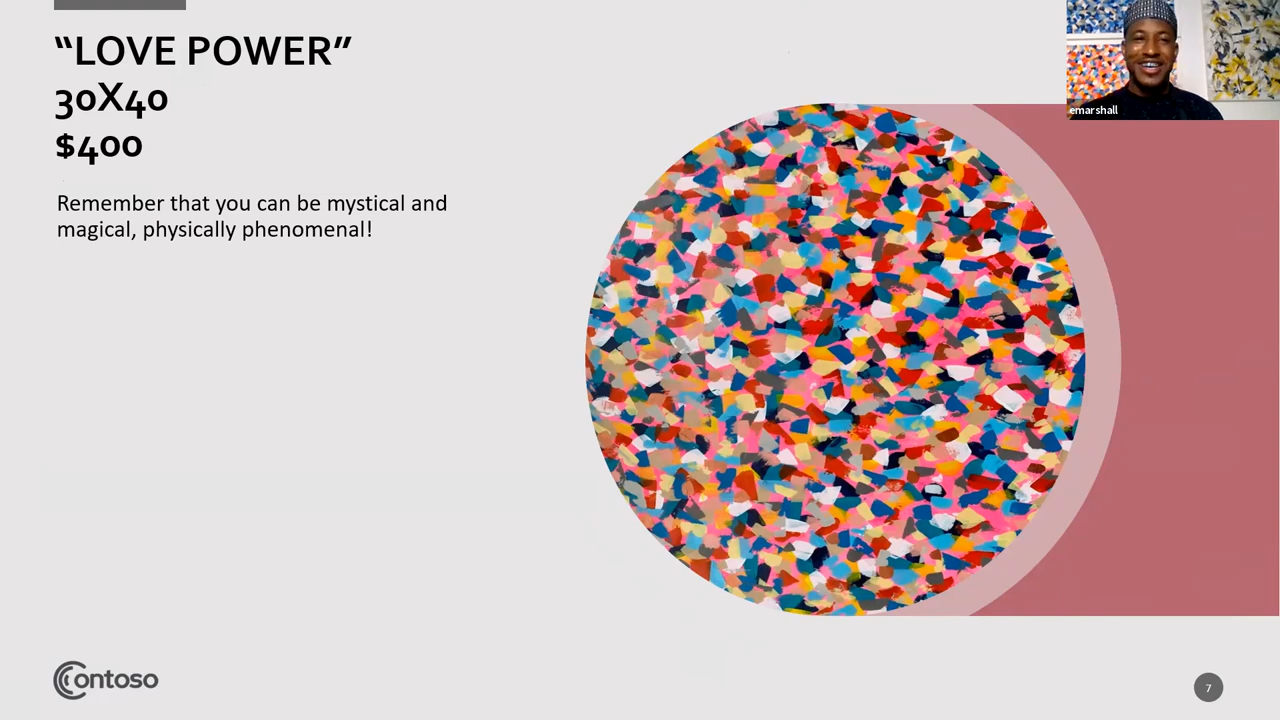 “LOVE POWER”
30X40
$400
Remember that you can be mystical and
magical, physically phenomenal!
emarshall
Contoso
7